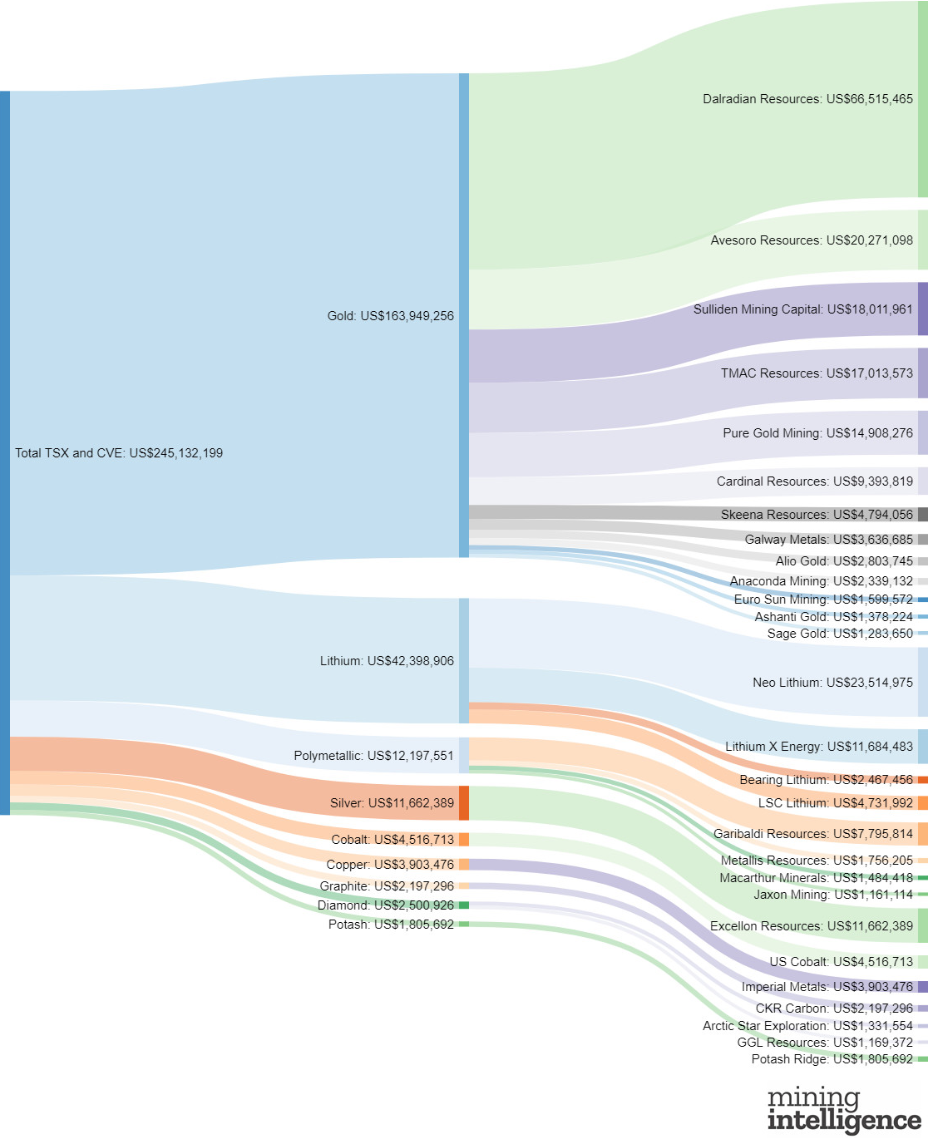 Total TSX and CVE: US$245,132,199
Gold: US$163,949,256
Lithium: US$42,398,906
Polymetallic: US$12,197,551
Silver: US$11,662,389
Cobalt: US$4,516,713
Copper: US$3,903,476
Graphite: US$2,197,296
Diamond: US$2,500,926
Potash: US$1,805,692
Dalradian Resources: US$66,515,465
Avesoro Resources: US$20,271,098
Sulliden Mining Capital: US$18,011,961
TMAC Resources: US$17,013,573
Pure Gold Mining: US$14,908,276
Cardinal Resources: US$9,393,819
Skeena Resources: US$4,794,056
Galway Metals: US$3,636,685
Alio Gold: US$2,803,745
Anaconda Mining: US$2,339,132
Euro Sun Mining: US$1,599,572
Ashanti Gold: US$1,378,224
Sage Gold: US$1,283,650
Neo Lithium: US$23,514,975
Lithium X Energy: US$11,684,483
Bearing Lithium: US$2,467,456
LSC Lithium: US$4,731,992
Garibaldi Resources: US$7,795,814
Metallis Resources: US$1,756,205
Macarthur Minerals: US$1,484,418
Jaxon Mining: US$1,161,114
Excellon Resources: US$11,662,389
US Cobalt: US$4,516,713
Imperial Metals: US$3,903,476
CKR Carbon: US$2,197,296
Arctic Star Exploration: US$1,331,554
GGL Resources: US$1,169,372
Potash Ridge: US$1,805,692
mining
intelligence